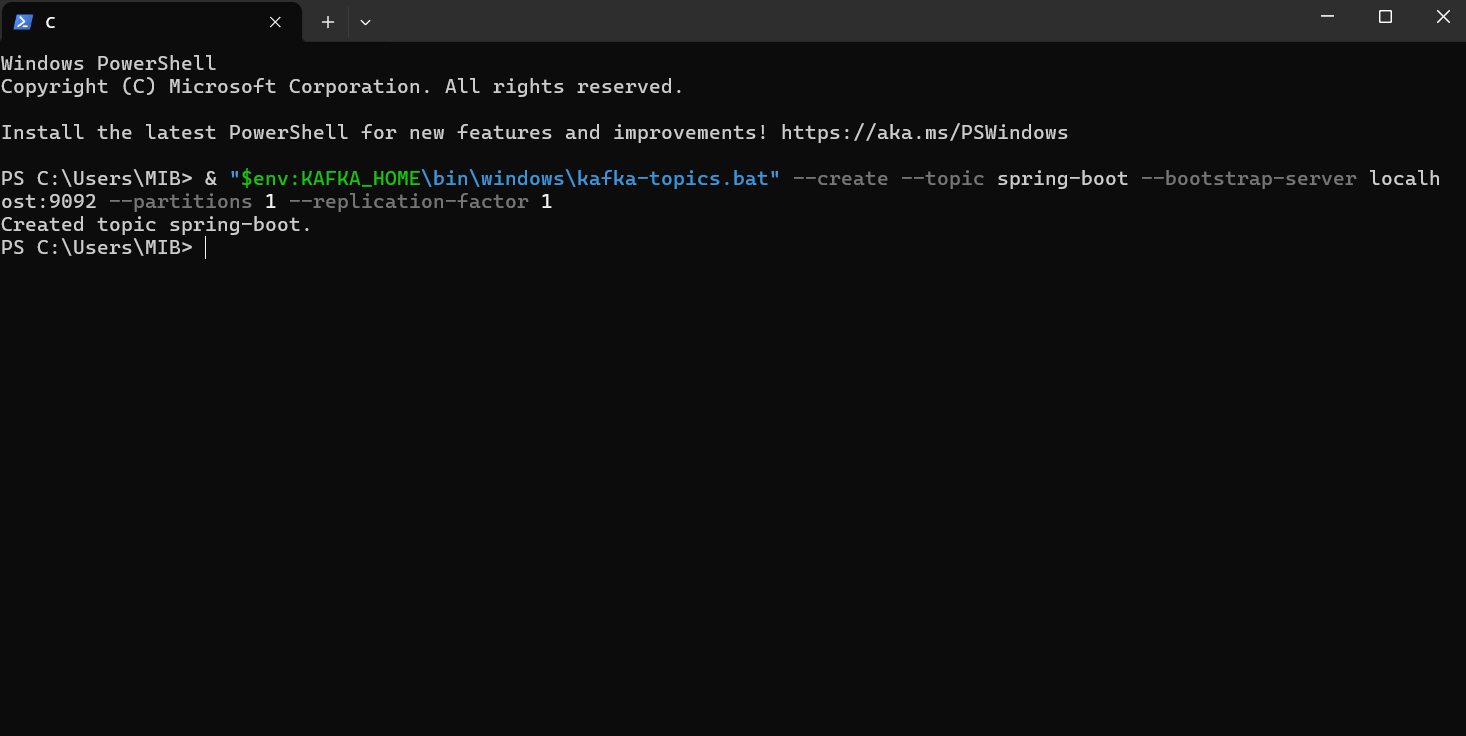 C
Windows PowerShell
Copyright (C) Microsoft Corporation. All rights reserved.
Install the latest PowerShell for new features and improvements! https://aka.ms/PSWindows
PS C:\Users\MIB> & "$env:KAFKA_HOME\bin\windows\kafka-topics.bat" --create --topic spring-boot --bootstrap-server localh
ost:9092 --partitions 1 --replication-factor 1
Created topic spring-boot.
PS C:\Users\MIB>